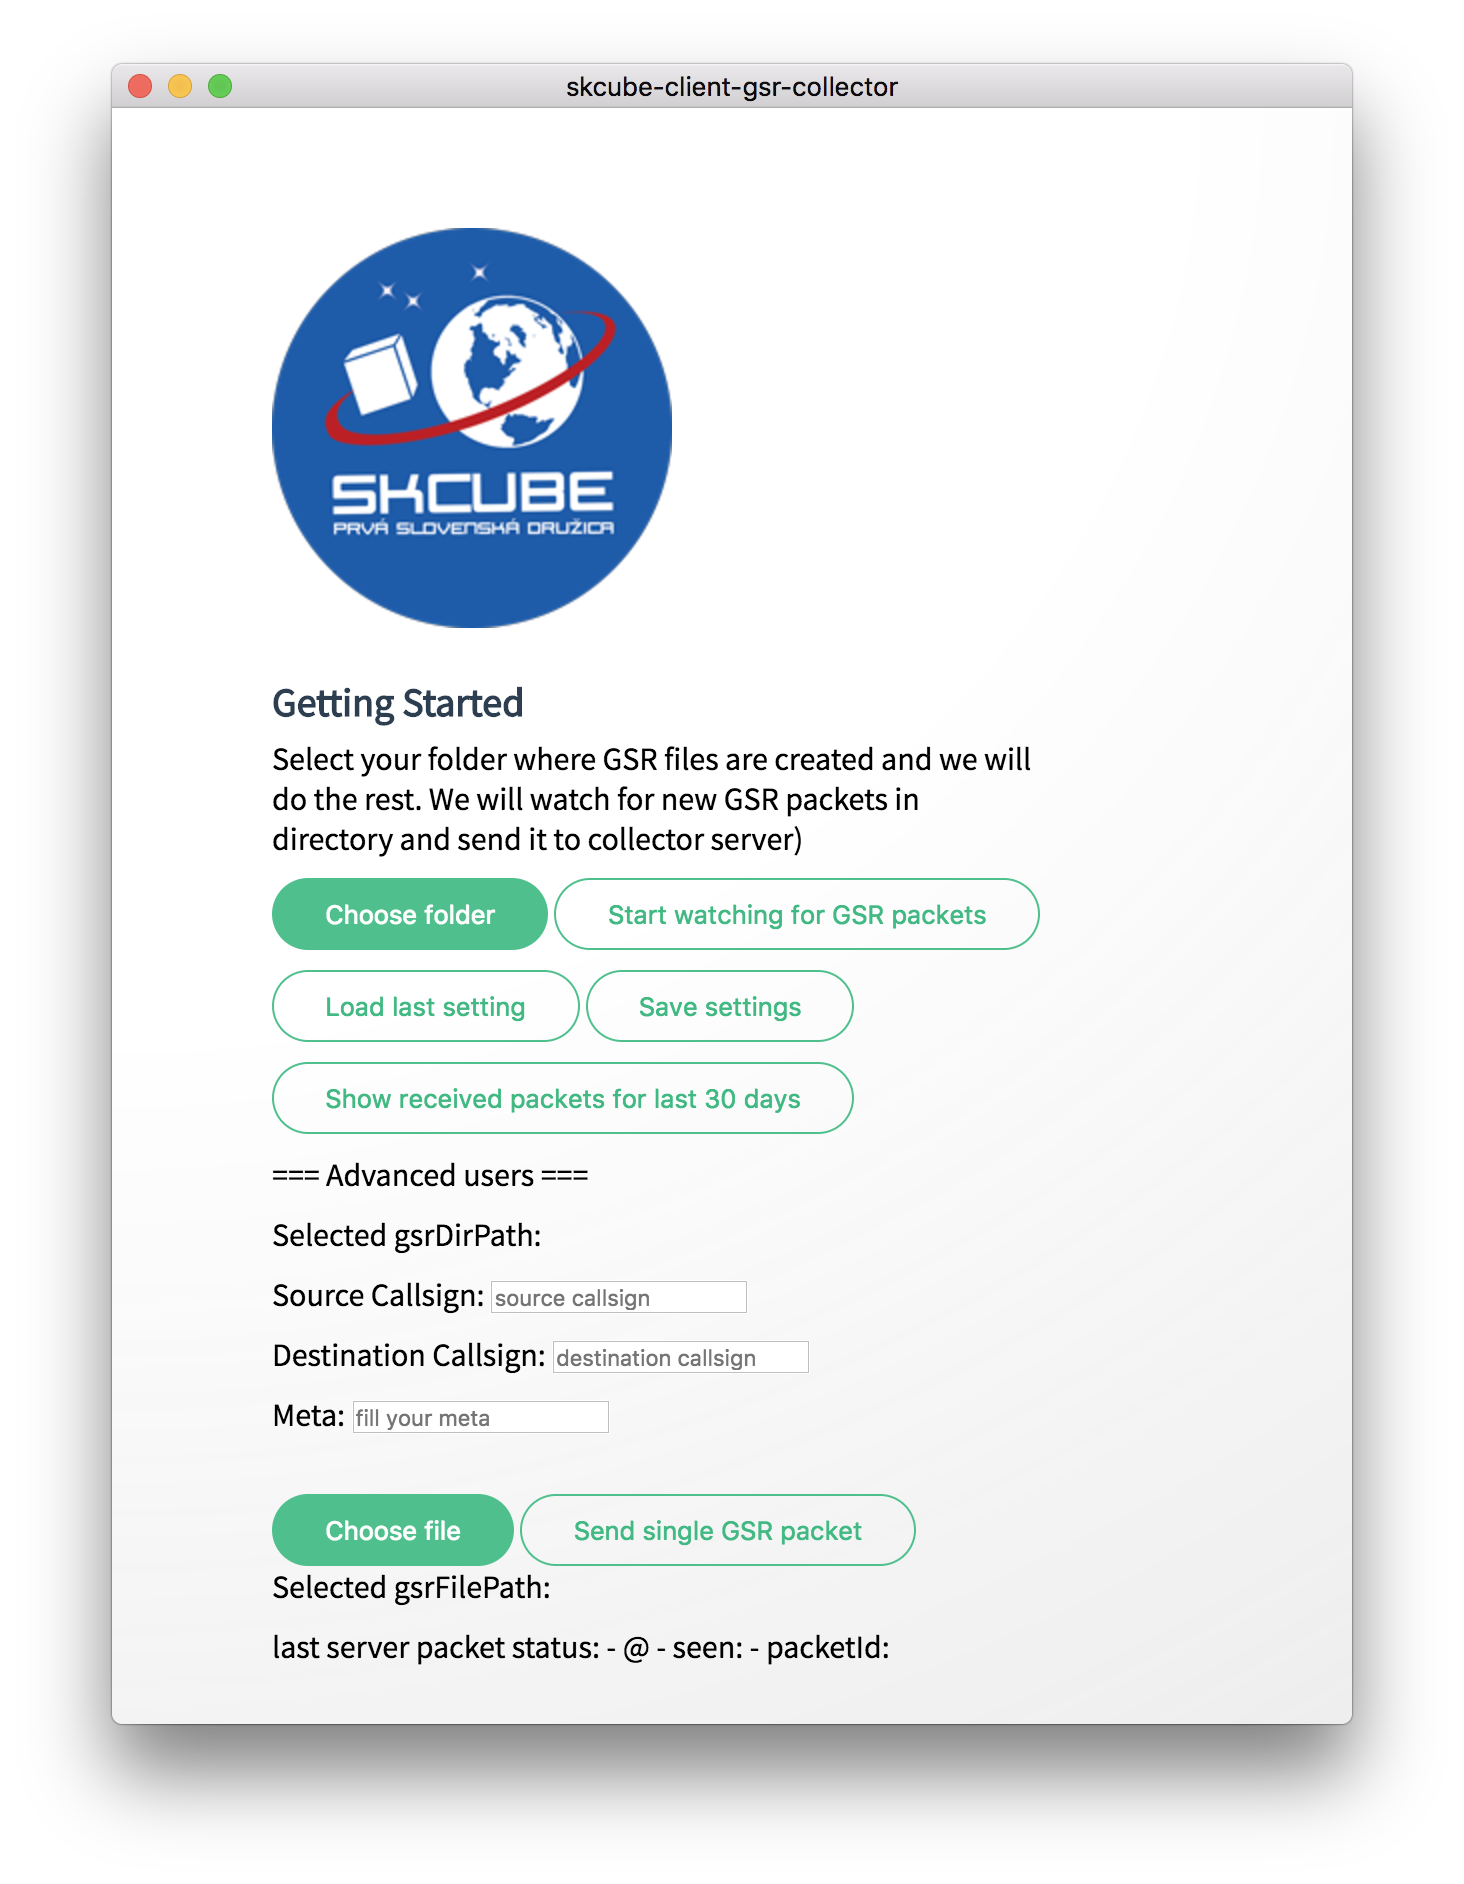 skcube-client-gsr-collector
SKCUBE
PRVÁ SLOVENSKÁ DRUŽICA
Getting Started
Select your folder where GSR files are created and we will
do the rest. We will watch for new GSR packets in
directory and send it to collector server)
Choose folder Start watching for GSR packets
Load last setting Save settings
Show received packets for last 30 days
=== Advanced users ===
Selected gsrDirPath:
Source Callsign: source callsign
Destination Callsign: destination callsign
Meta: fill your meta
Choose file Send single GSR packet
Selected gsrFilePath:
last server packet status: - @ - seen: - packetId: